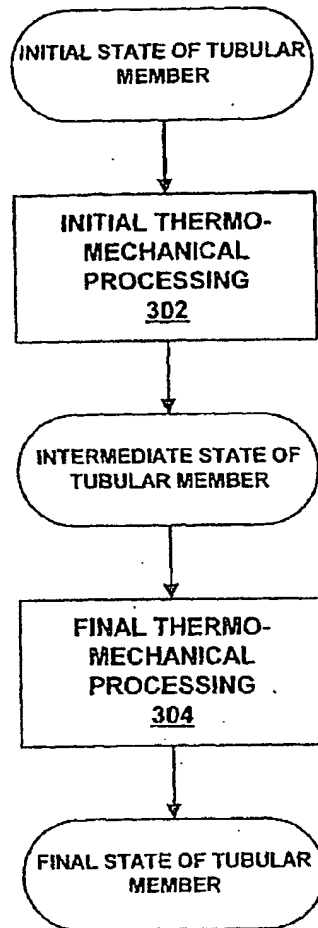 INITIAL STATE OF TUBULAR
MEMBER
INITIAL THERMO-
MECHANICAL
PROCESSING
302
INTERMEDIATE STATE OF
TUBULAR MEMBER
FINAL THERMO-
MECHANICAL
PROCESSING
304
FINAL STATE OF TUBULAR
MEMBER